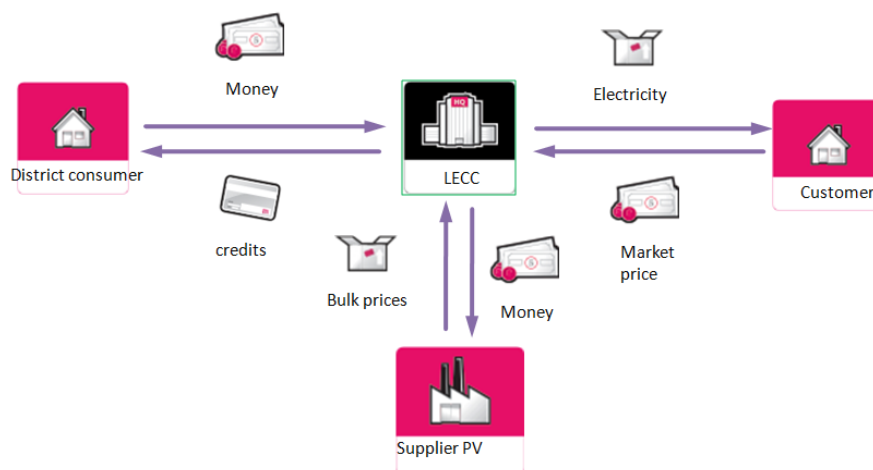 Money
Electricity
HQ
District consumer
LECC
Customer
credits
Market
price
Bulk prices
Money
Supplier PV